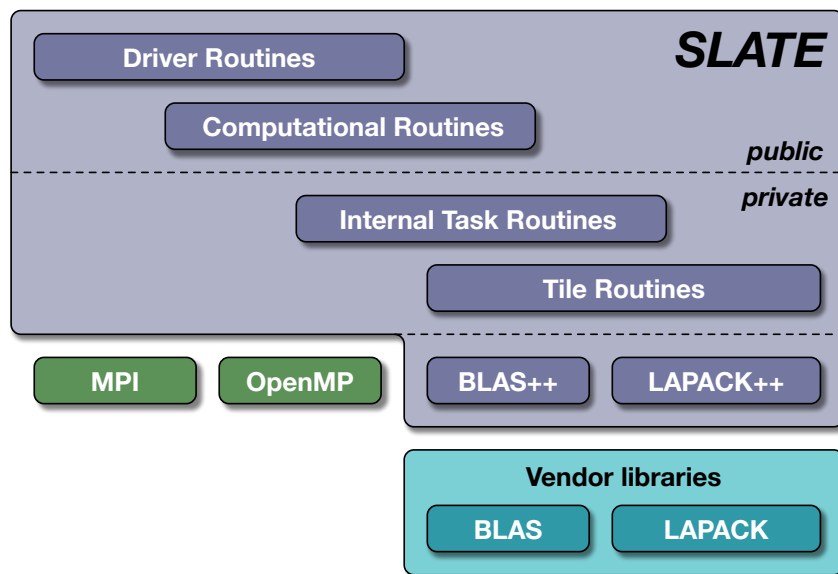 Driver Routines
SLATE
Computational Routines
public
private
Internal Task Routines
Tile Routines
MPI
OpenMP
BLAS++
LAPACK++
Vendor libraries
BLAS
LAPACK